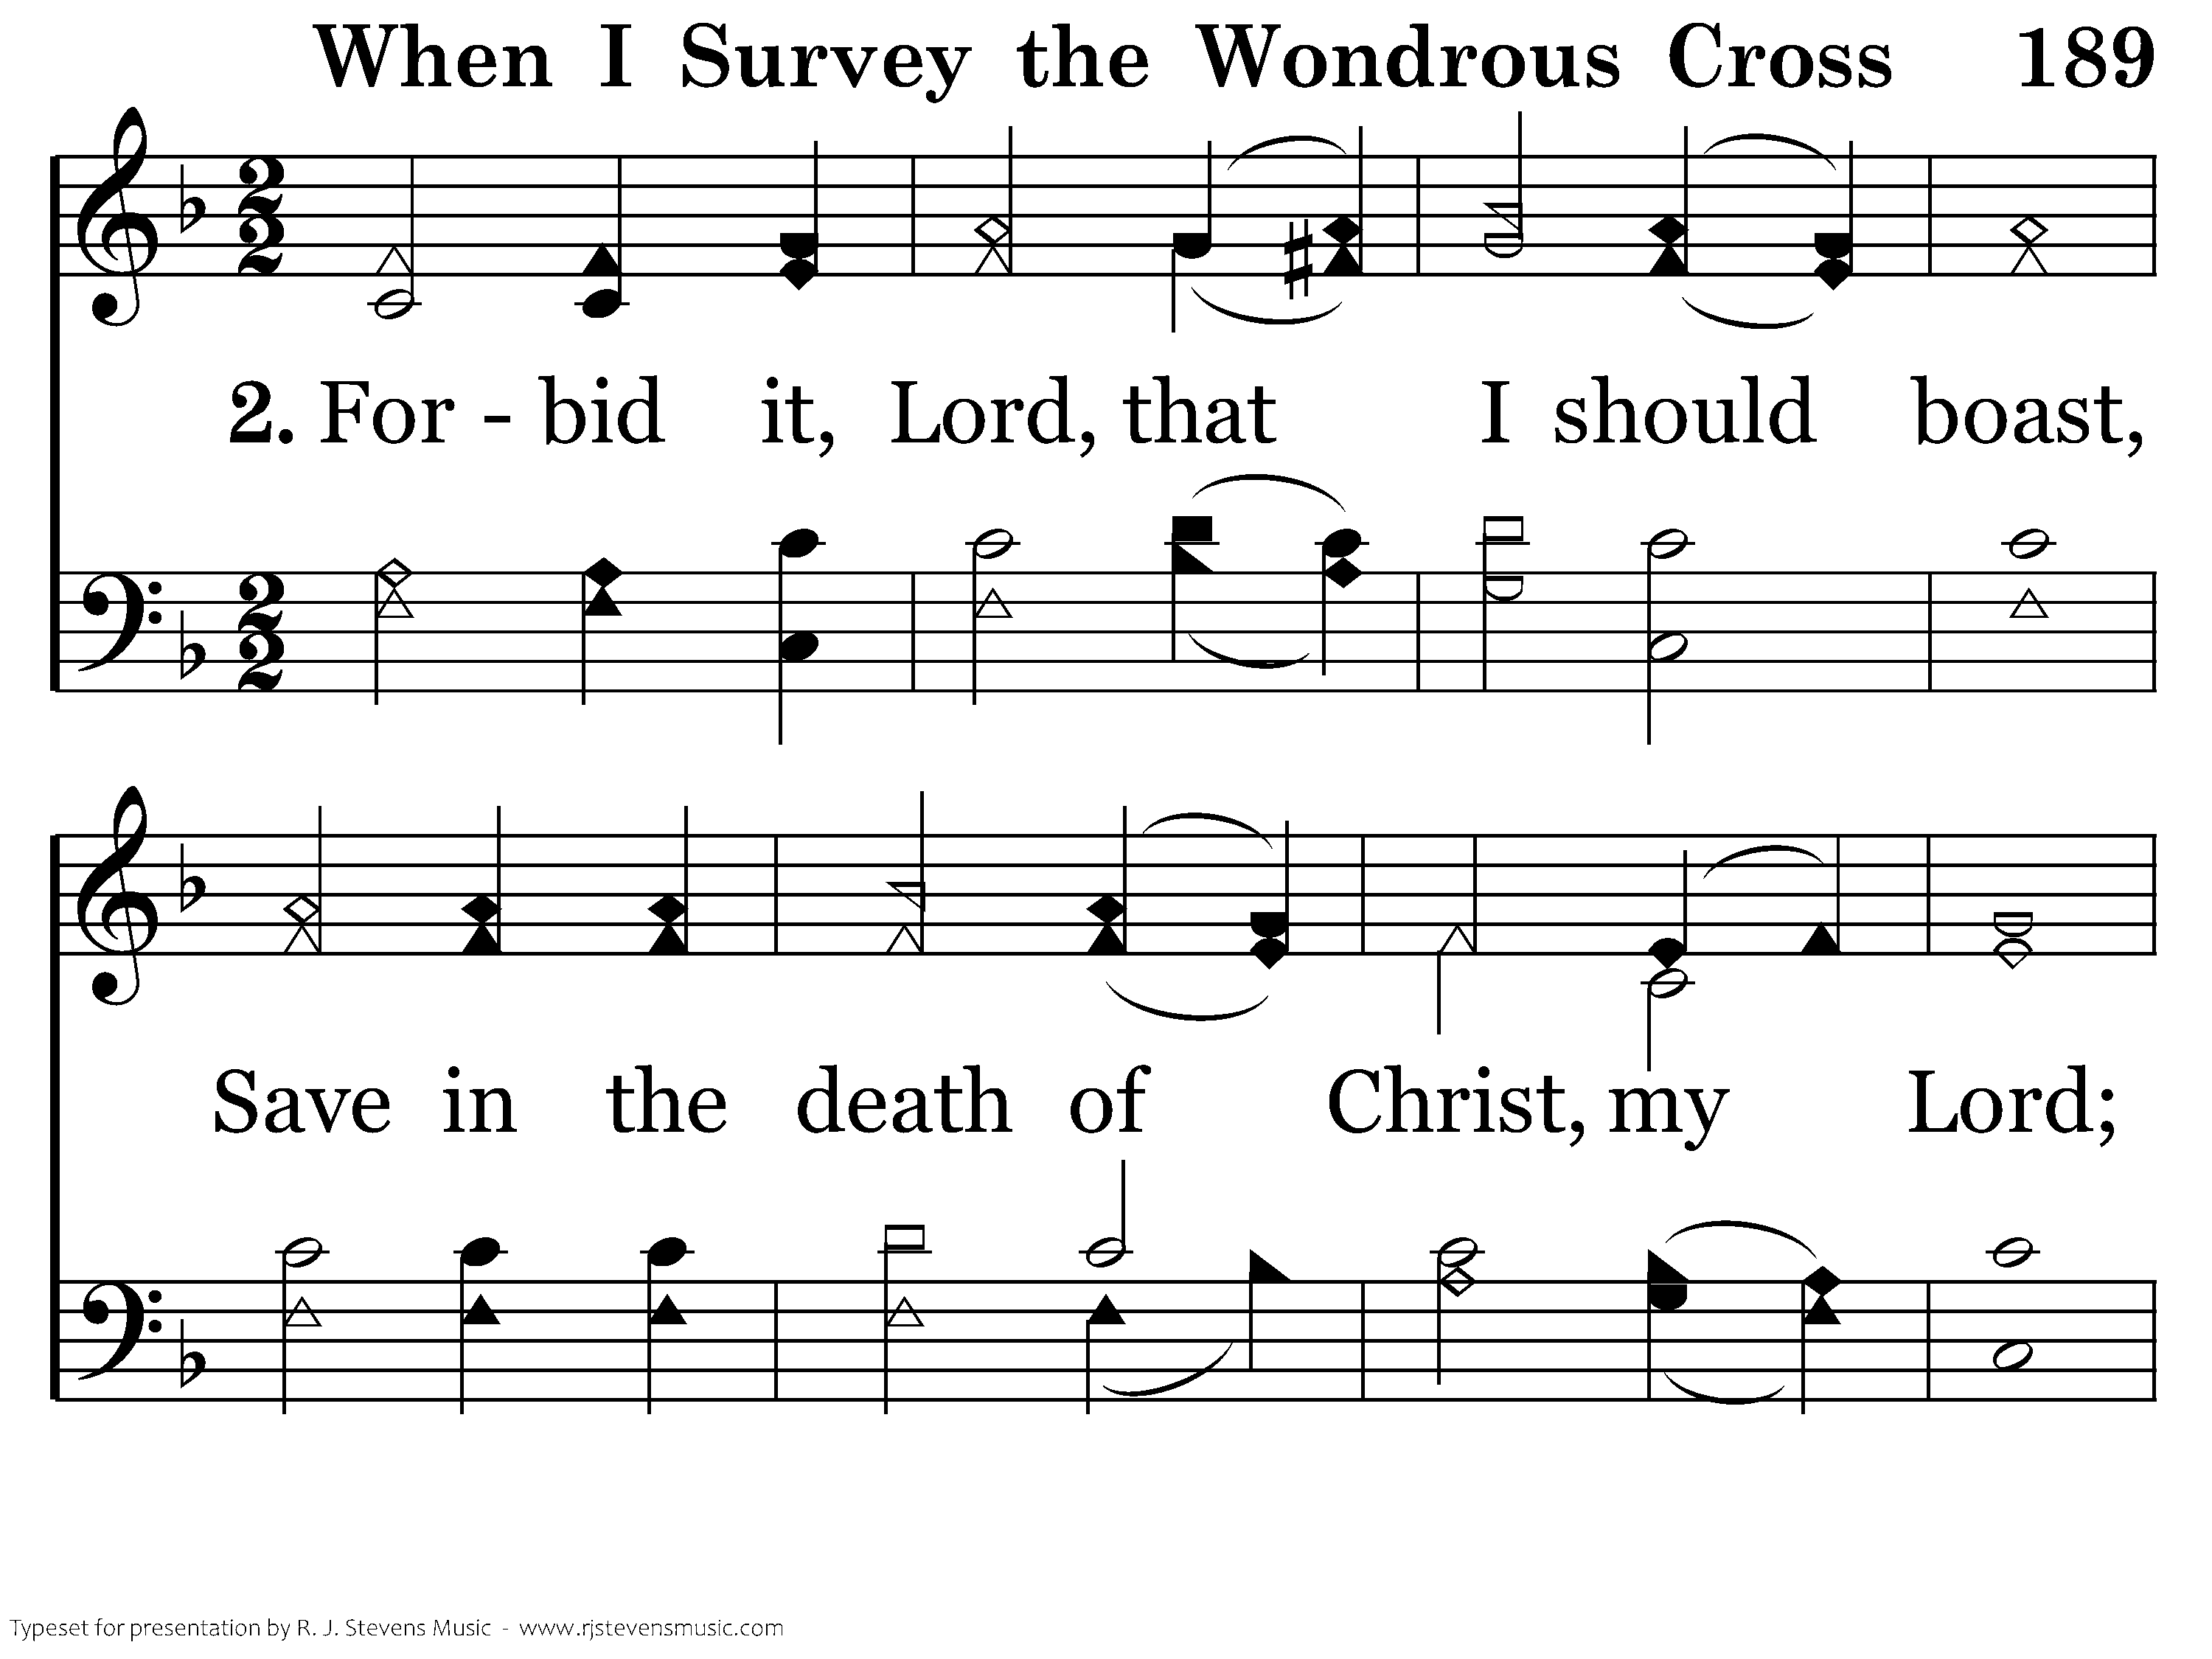 When I Survey the Wondrous Cross 189
2. For - bid it, Lord, that I should boast,
Save in the death of Christ, my Lord;
Typeset for presentation by R. J. Stevens Music - www.rjstevensmusic.com